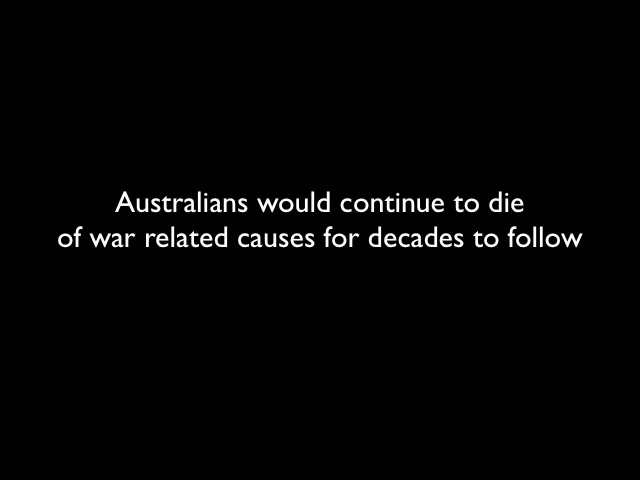 Australians would continue to die
of war related causes for decades to follow